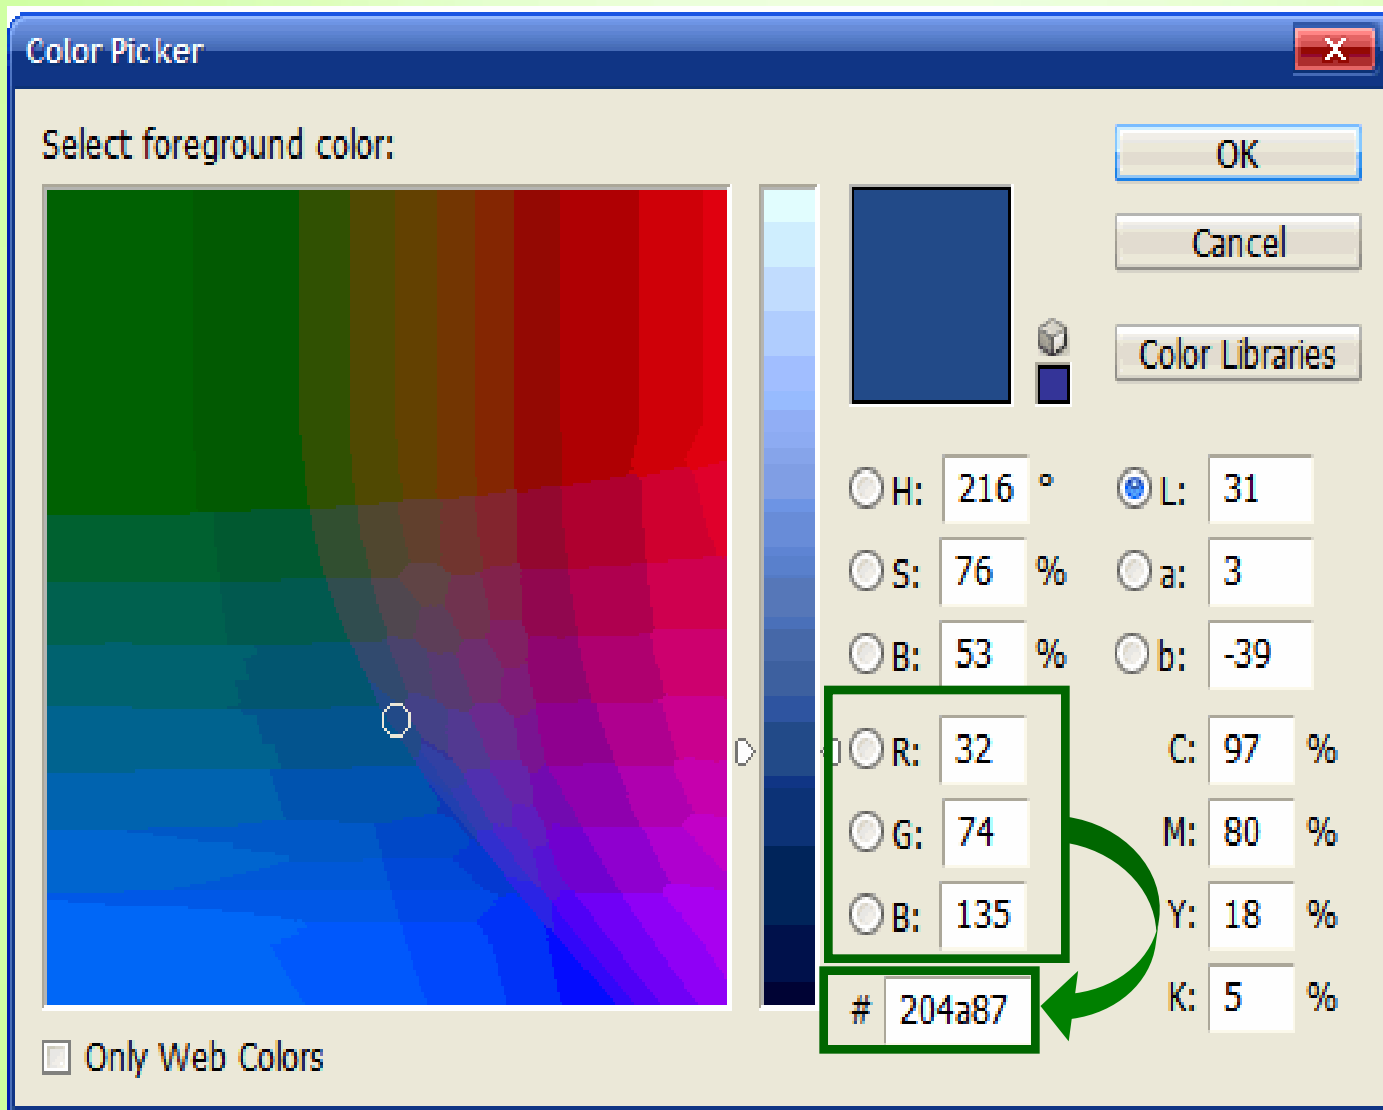 Color Picker
X
Select foreground color:
OK
Cancel
Color Libraries
H: 216 °
L: 31
S: 76 %
a: 3
B: 53 %
b: -39
R: 32
C: 97 %
G: 74
M: 80 %
B: 135
Y: 18 %
# 204a87
K: 5 %
Only Web Colors